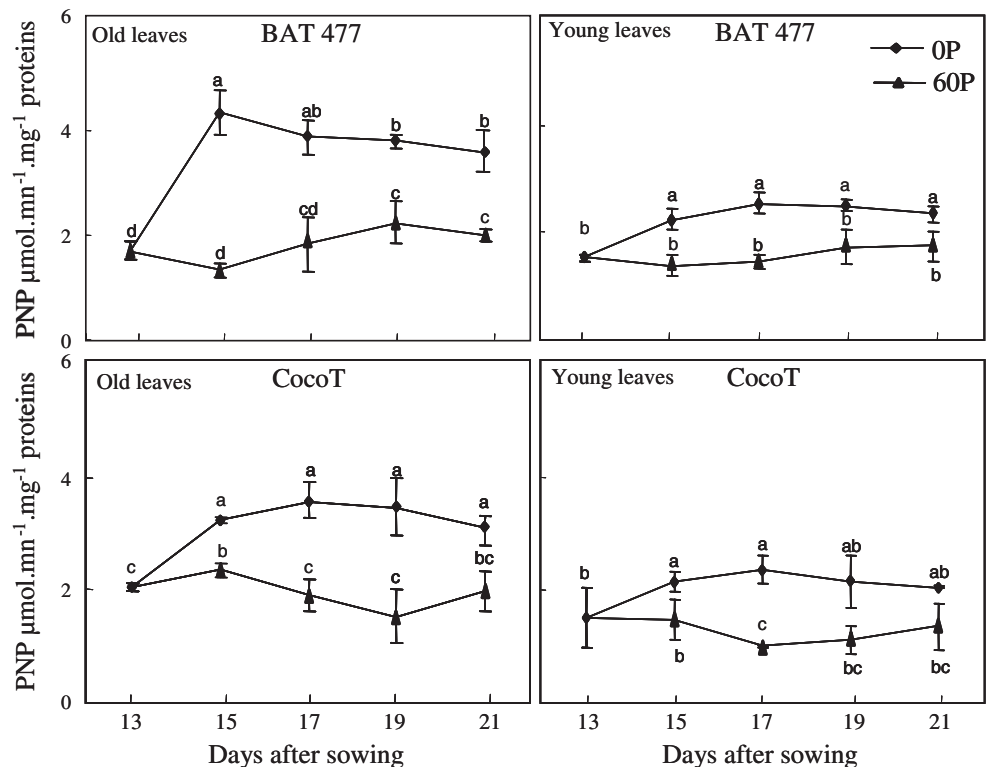 Old leaves BAT 477
6
4
2
0
PNP µmol.mn⁻¹.mg⁻¹ proteins
d a ab b b
d cd c c
Young leaves BAT 477
0P
60P
b a a a a
b b b b
Old leaves CocoT
6
4
2
0
PNP µmol.mn⁻¹.mg⁻¹ proteins
c a a a a
b c c bc
13 15 17 19 21
Days after sowing
Young leaves CocoT
b a a ab ab
b c bc bc
13 15 17 19 21
Days after sowing